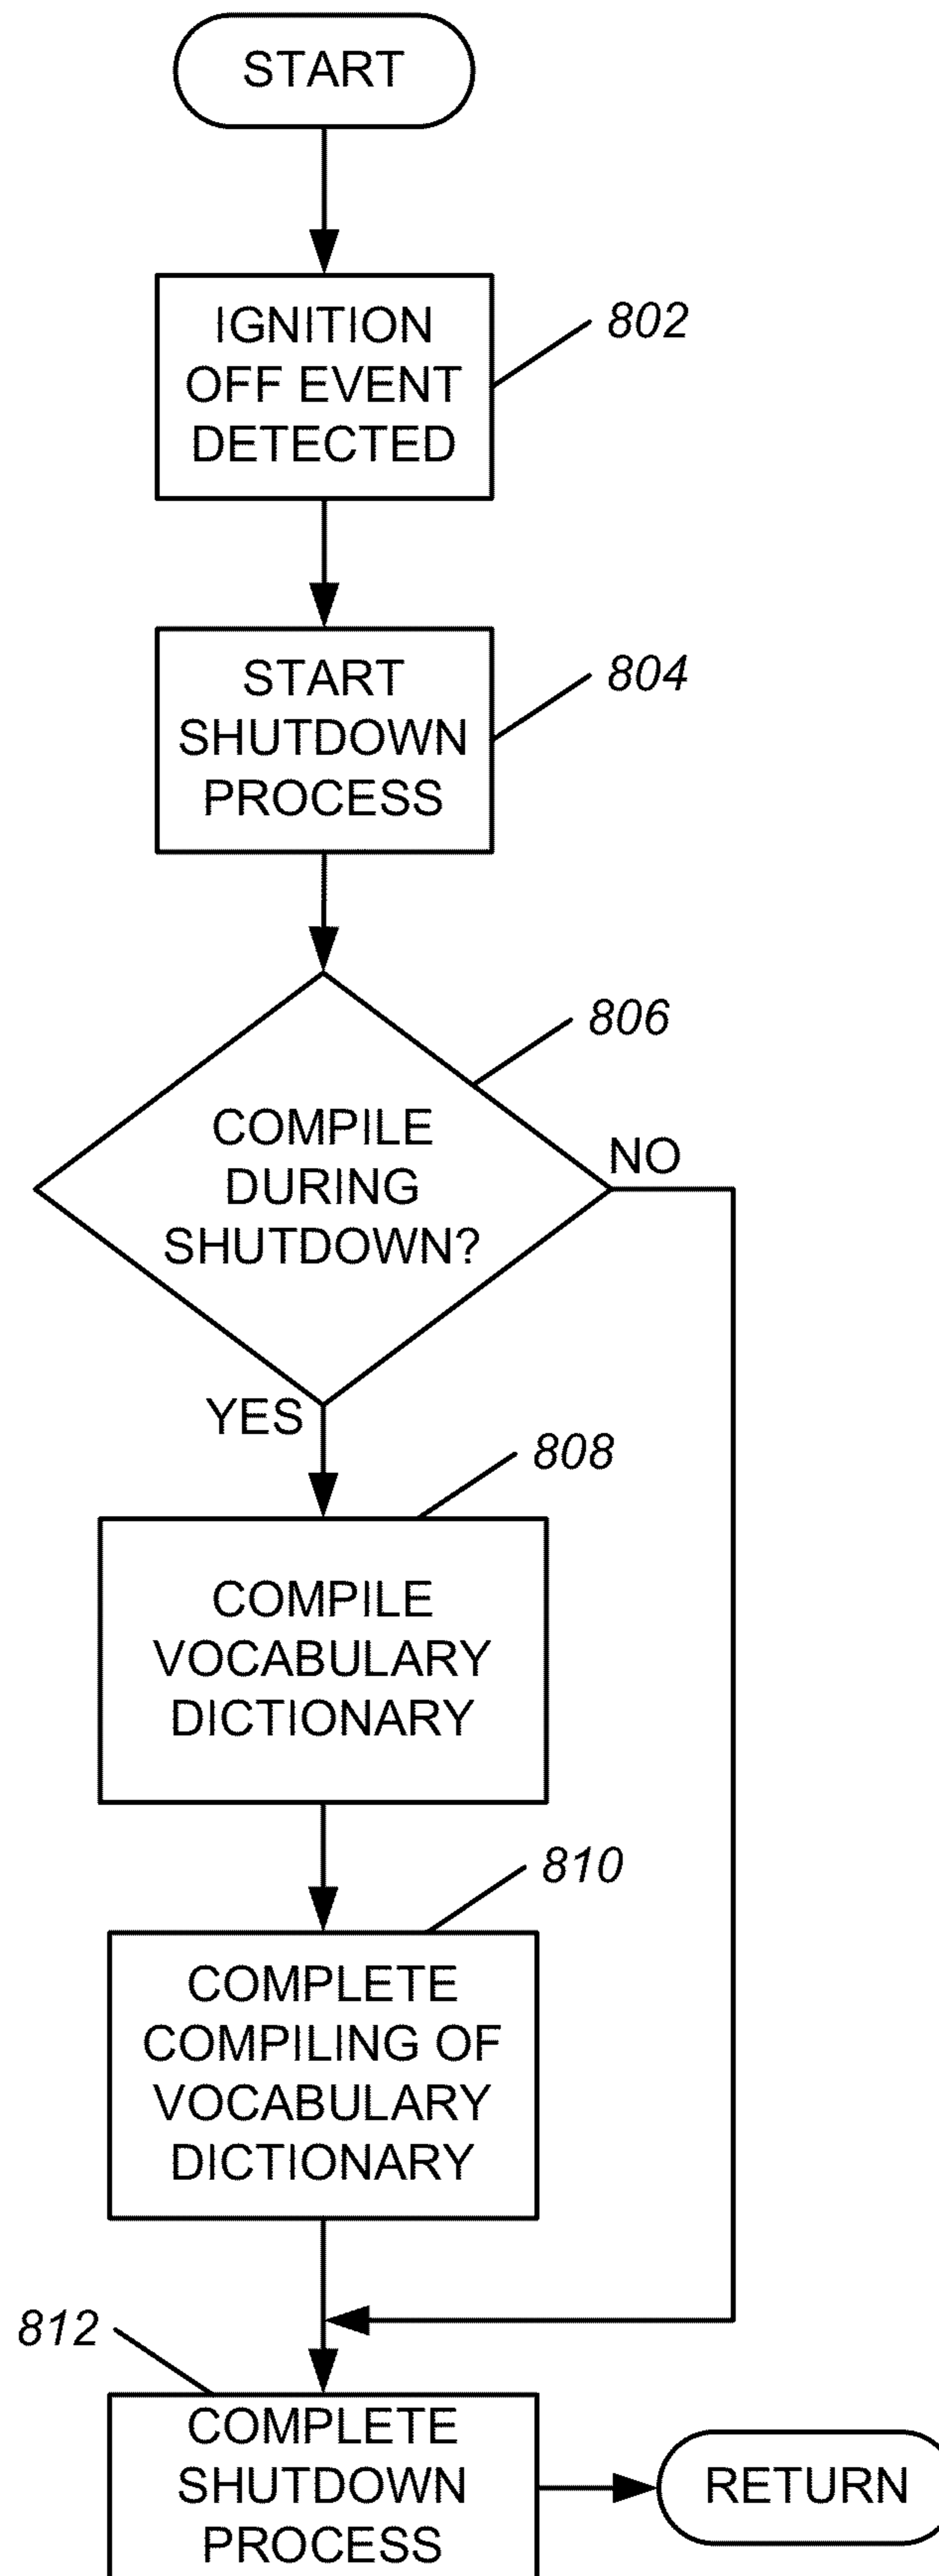 START
IGNITION
OFF EVENT
DETECTED
802
START
SHUTDOWN
PROCESS
804
806
COMPILE
DURING
SHUTDOWN?
NO
YES
808
COMPILE
VOCABULARY
DICTIONARY
810
COMPLETE
COMPILING OF
VOCABULARY
DICTIONARY
812
COMPLETE
SHUTDOWN
PROCESS
RETURN